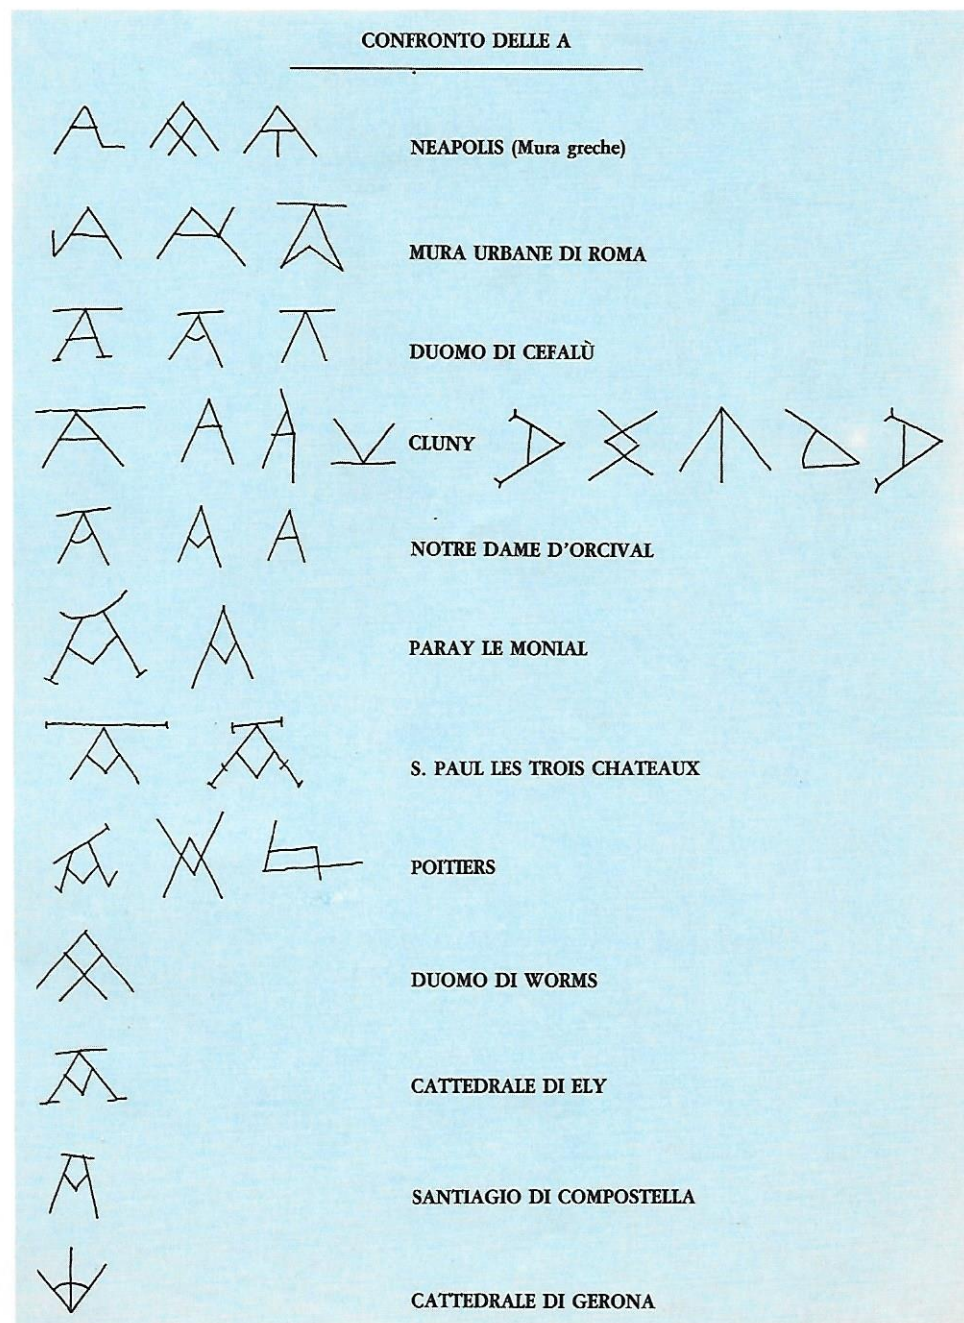 CONFRONTO DELLE A
NEAPOLIS (Mura greche)
MURA URBANE DI ROMA
DUOMO DI CEFALÙ
CLUNY
NOTRE DAME D'ORCIVAL
PARAY LE MONIAL
S. PAUL LES TROIS CHATEAUX
POITIERS
DUOMO DI WORMS
CATTEDRALE DI ELY
SANTIAGIO DI COMPOSTELLA
CATTEDRALE DI GERONA